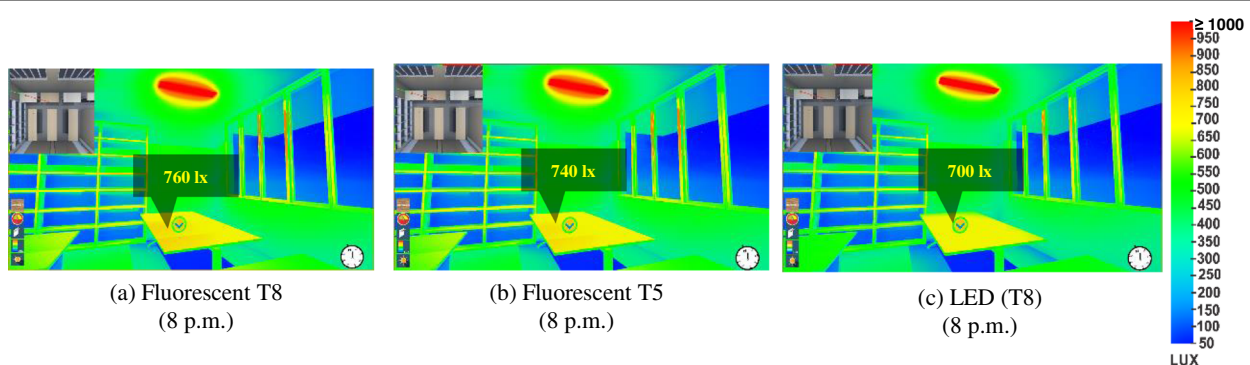 760 lx
740 lx
700 lx
(a) Fluorescent T8
(8 p.m.)
(b) Fluorescent T5
(8 p.m.)
(c) LED (T8)
(8 p.m.)
≥ 1000
950
900
850
800
750
700
650
600
550
500
450
400
350
300
250
200
150
100
50
LUX